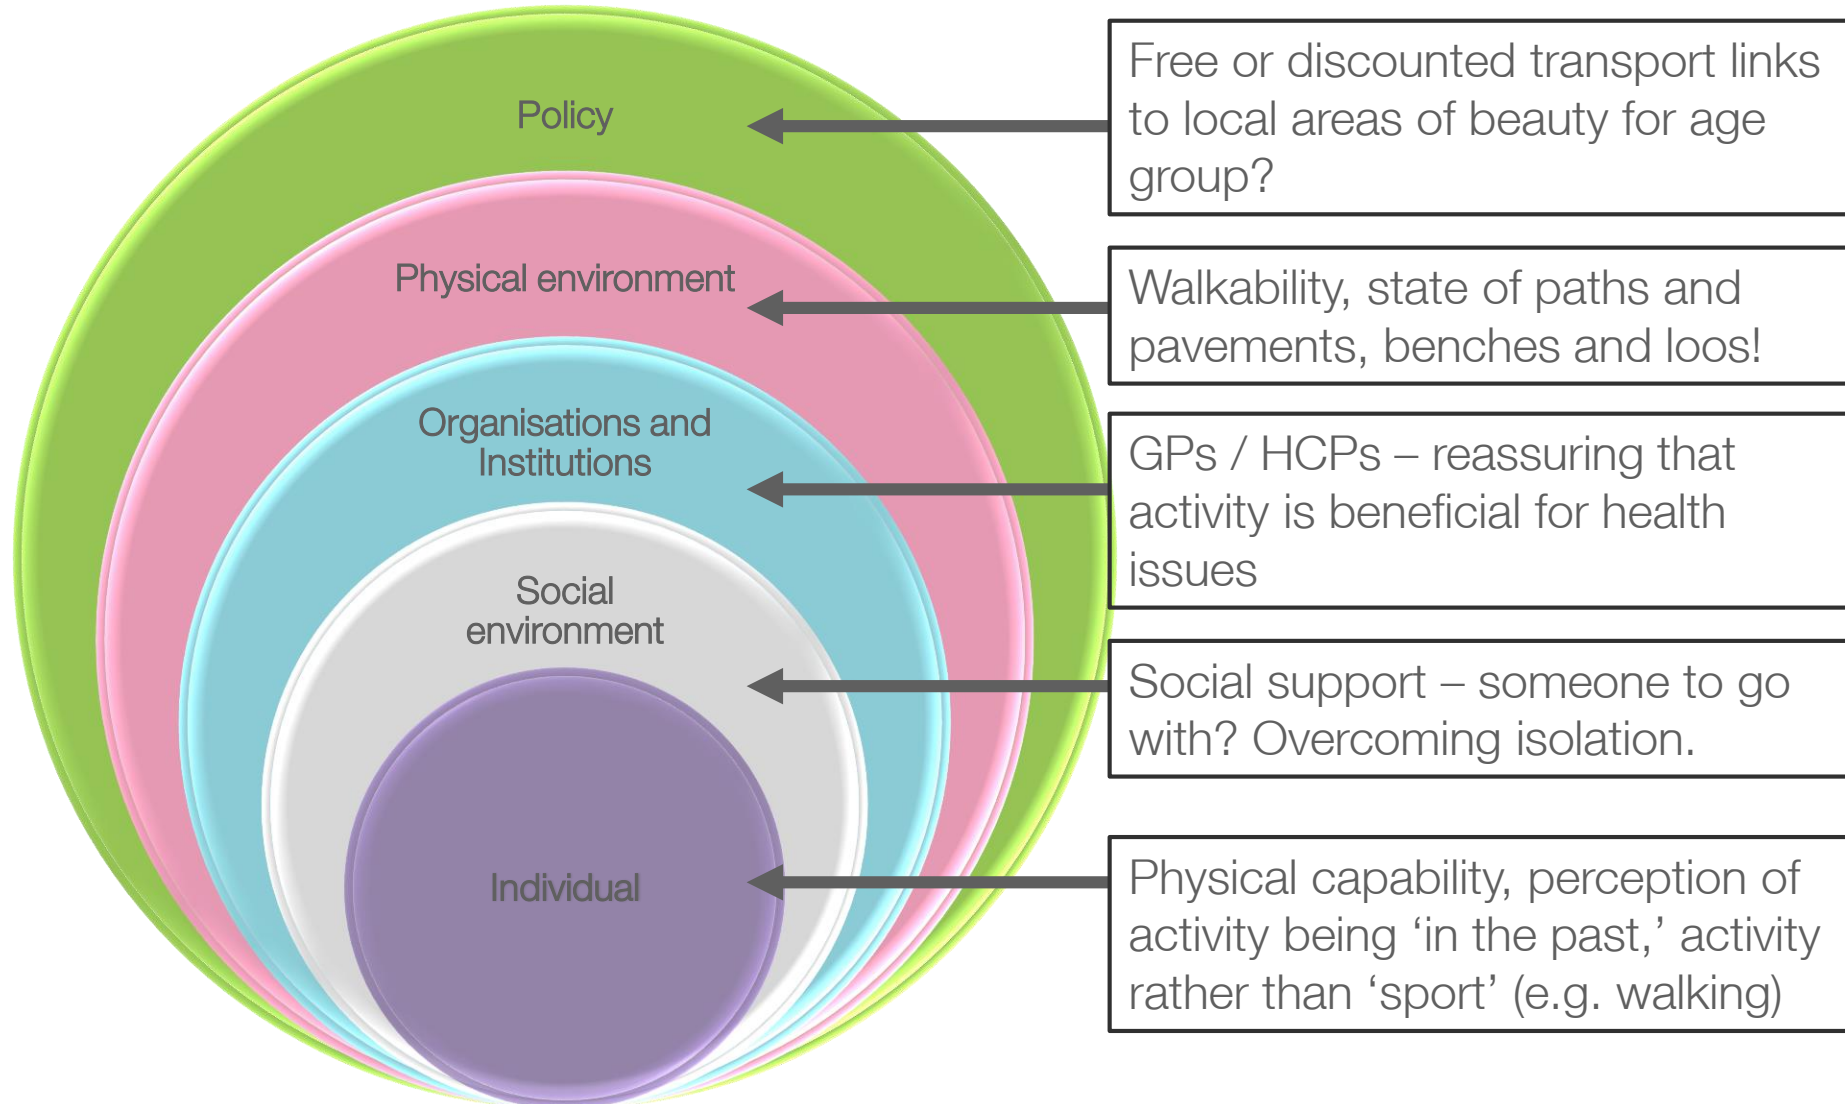 Policy
Free or discounted transport links
to local areas of beauty for age
group?
Physical environment
Walkability, state of paths and
pavements, benches and loos!
Organisations and
Institutions
GPs / HCPs – reassuring that
activity is beneficial for health
issues
Social
environment
Social support – someone to go
with? Overcoming isolation.
Individual
Physical capability, perception of
activity being ‘in the past,’ activity
rather than ‘sport’ (e.g. walking)